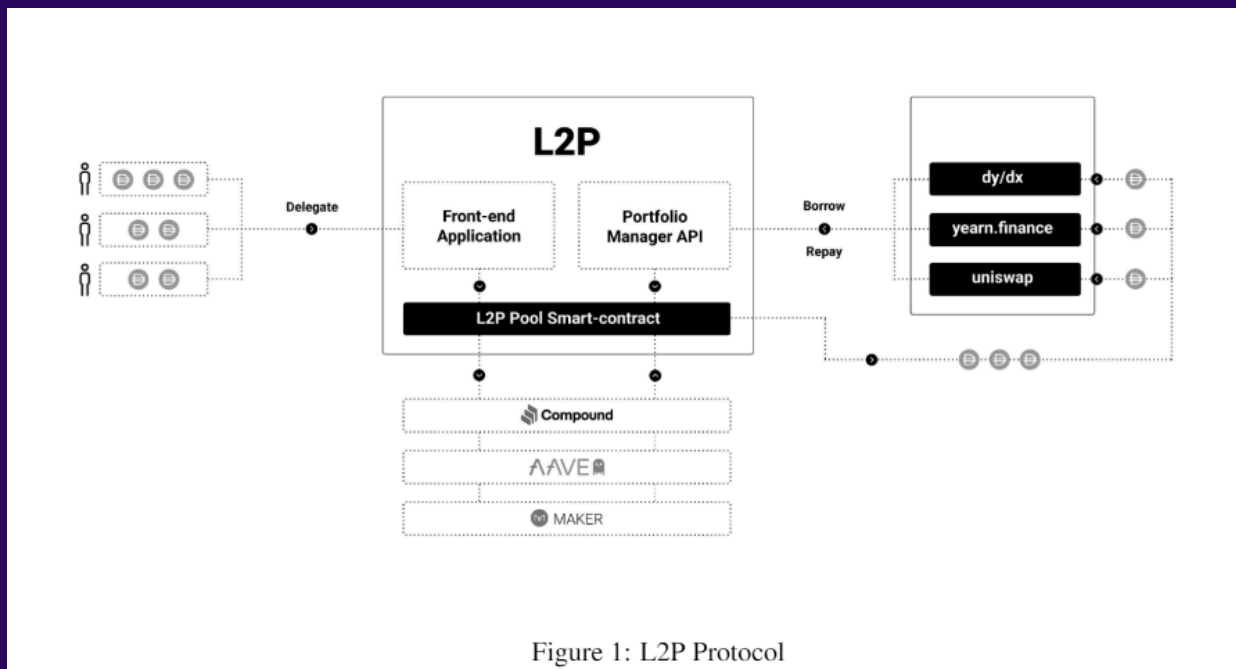 L2P
Delegate
Front-end
Application
Portfolio
Manager API
Borrow
Repay
dy/dx
yearn.finance
uniswap
L2P Pool Smart-contract
Compound
AAVE
MAKER
Figure 1: L2P Protocol